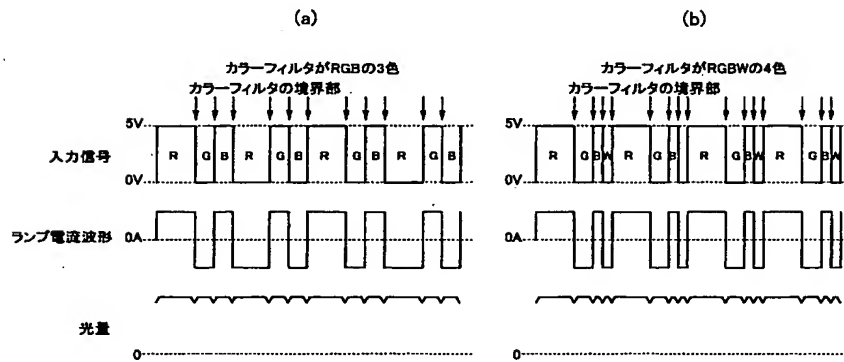 (a)
カラーフィルタがRGBの3色
カラーフィルタの境界部
5V
入力信号
R G B R G B R G B R G B
0V
ランプ電流波形
0A
光量
0
(b)
カラーフィルタがRGBWの4色
カラーフィルタの境界部
5V
R G B W R G B R G B W R G B W
0V
0A
0